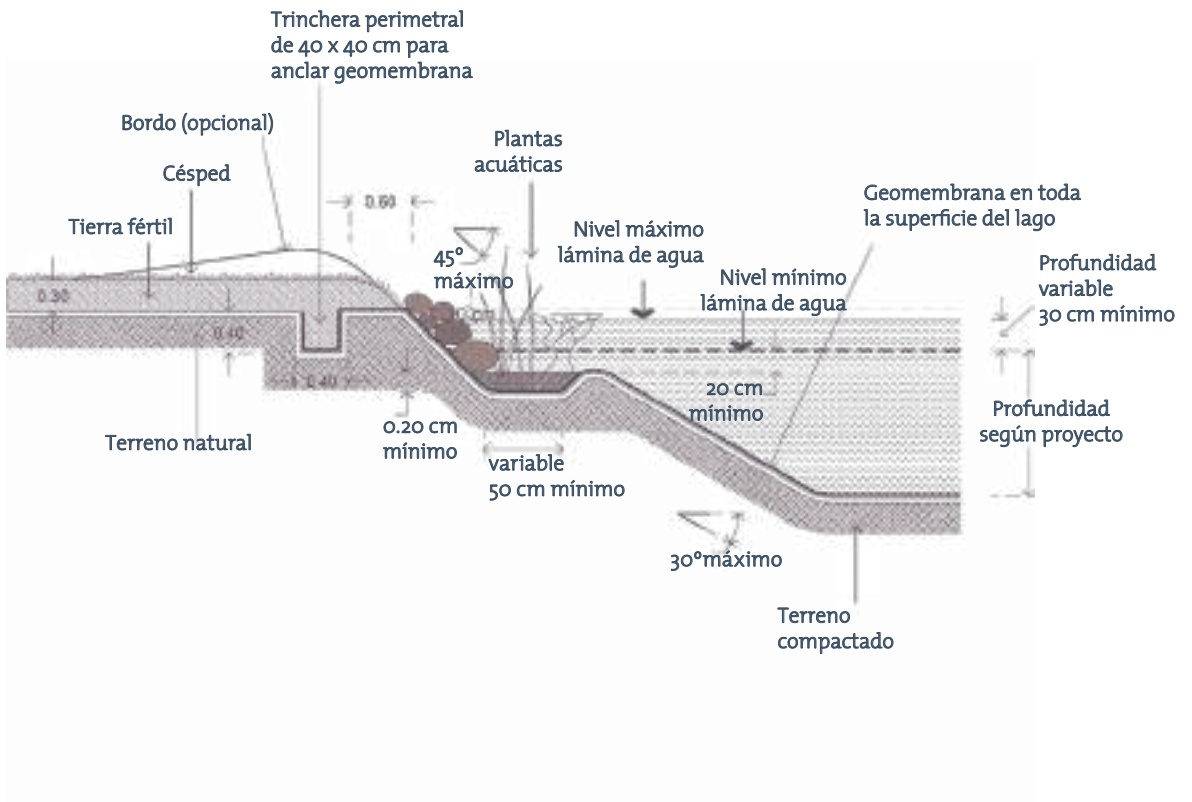 Trinchera perimetral
de 40 x 40 cm para
anclar geomembrana
Bordo (opcional)
Césped
Tierra fértil
Plantas
acuáticas
0.60
45°
máximo
Nivel máximo
lámina de agua
Nivel mínimo
lámina de agua
Geomembrana en toda
la superficie del lago
Profundidad
variable
30 cm mínimo
0.30
0.40
0.40
cm
20 cm
mínimo
Terreno natural
0.20 cm
mínimo
variable
50 cm mínimo
Profundidad
según proyecto
30°máximo
Terreno
compactado